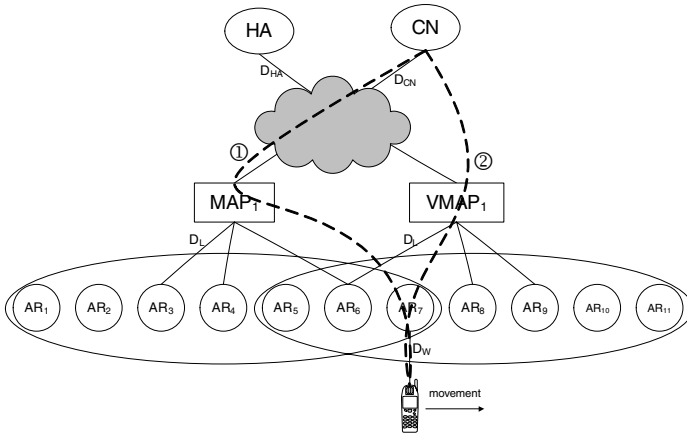 HA
CN
D_HA
D_CN
①
②
MAP₁
VMAP₁
D_L
D_L
AR₁
AR₂
AR₃
AR₄
AR₅
AR₆
AR₇
AR₈
AR₉
AR₁₀
AR₁₁
D_W
movement